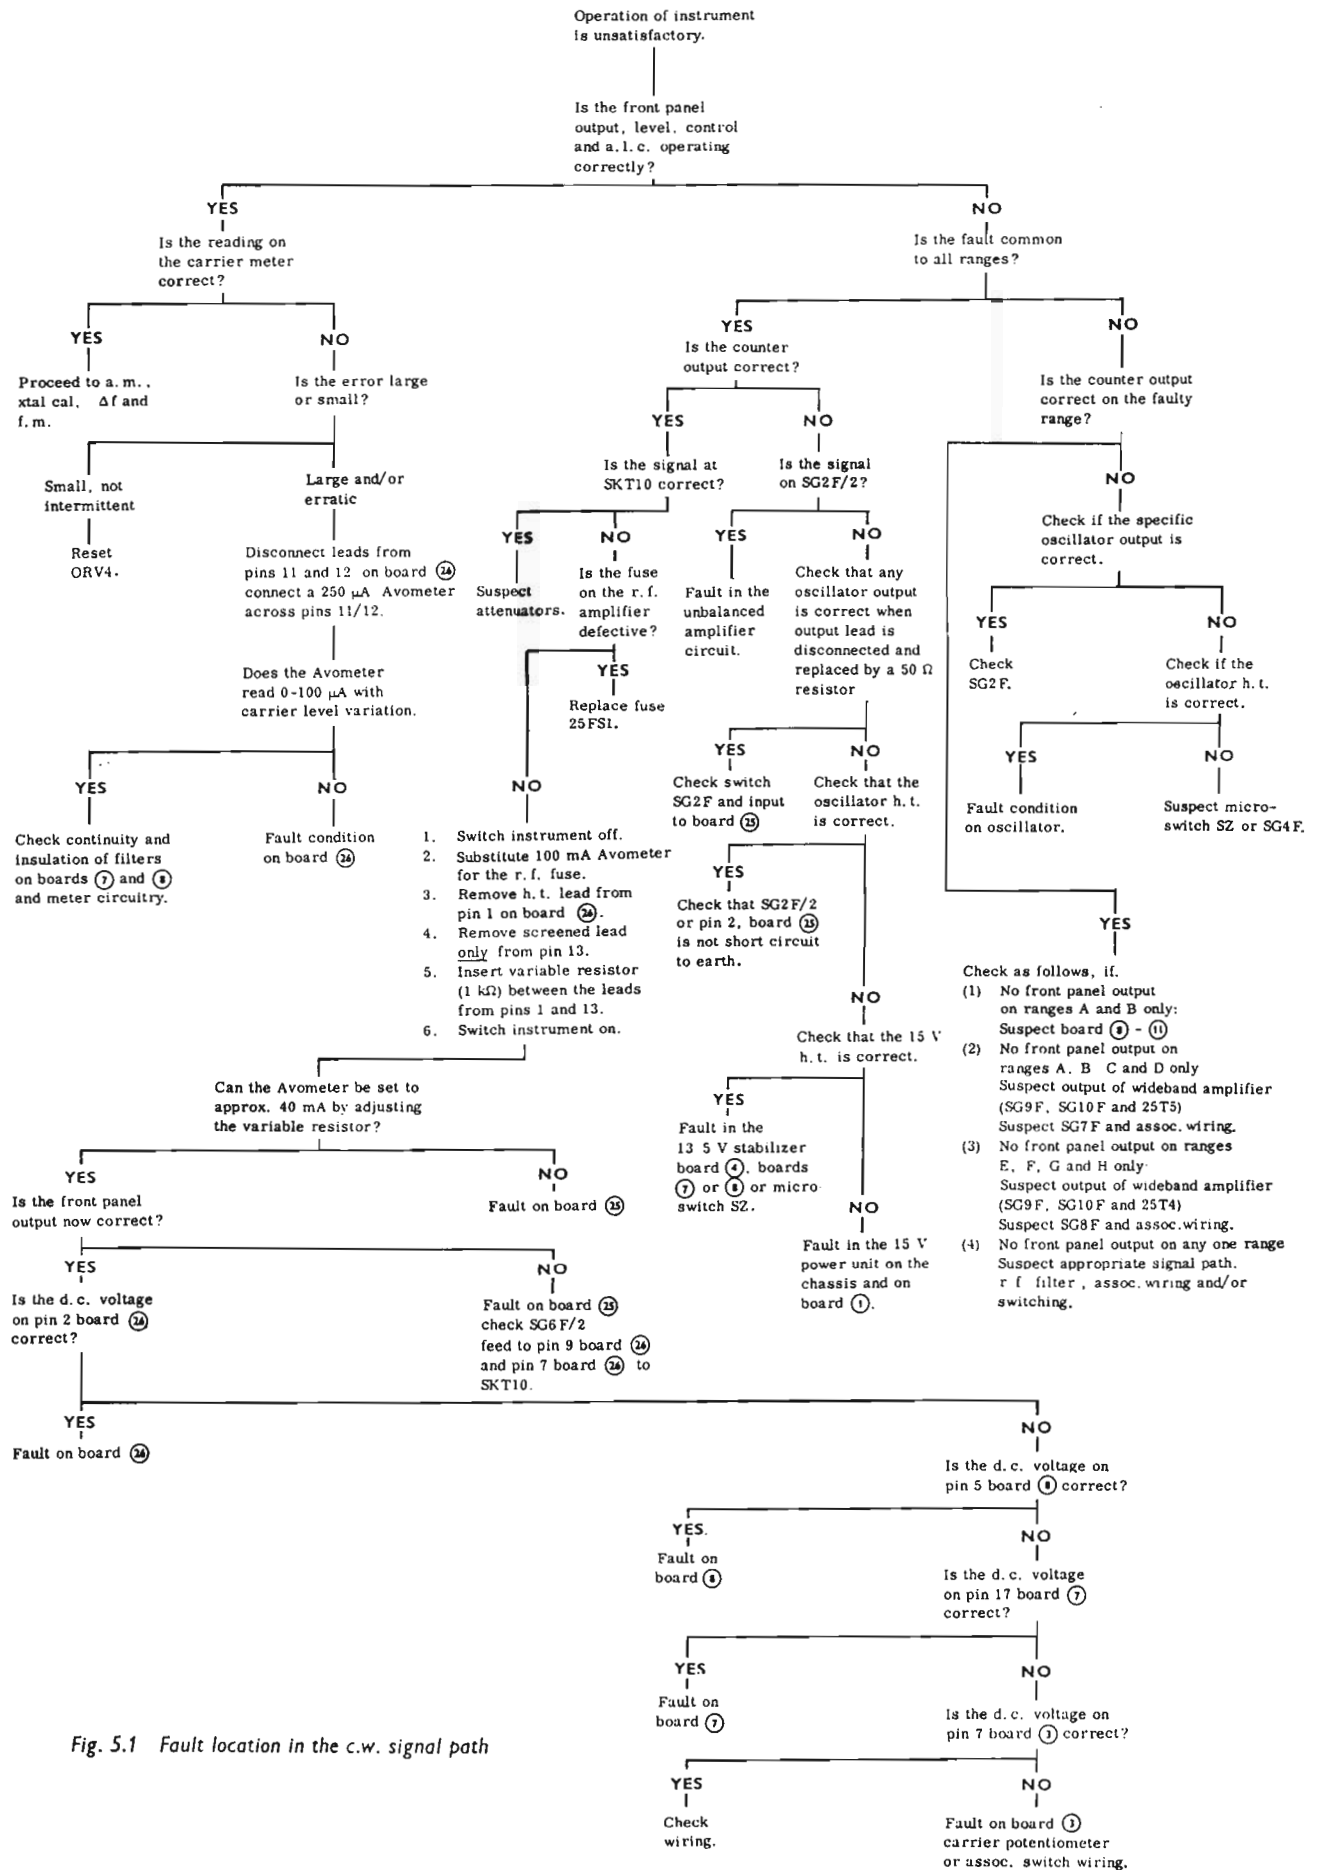 Operation of instrument
is unsatisfactory.
Is the front panel
output, level, control
and a.l.c. operating
correctly?
YES
NO
Is the reading on
the carrier meter
correct?
Is the fault common
to all ranges?
YES
NO
YES
NO
Proceed to a.m.,
xtal cal, Δf and
f.m.
Is the error large
or small?
Is the counter
output correct?
Is the counter output
correct on the faulty
range?
YES
NO
Small, not
intermittent
Large and/or
erratic
Is the signal at
SKT10 correct?
Is the signal
on SG2F/2?
NO
Reset
ORV4.
Disconnect leads from
pins 11 and 12 on board 26
connect a 250 μA Avometer
across pins 11/12.
YES
NO
YES
NO
Check if the specific
oscillator output is
correct.
Suspect
attenuators.
Is the fuse
on the r.f.
amplifier
defective?
Fault in the
unbalanced
amplifier
circuit.
Check that any
oscillator output
is correct when
output lead is
disconnected and
replaced by a 50 Ω
resistor
YES
NO
Check
SG2F.
Check if the
oscillator h.t.
is correct.
Does the Avometer
read 0-100 μA with
carrier level variation.
YES
Replace fuse
25FS1.
YES
NO
YES
NO
YES
NO
NO
Check switch
SG2F and input
to board 25
Check that the
oscillator h.t.
is correct.
Fault condition
on oscillator.
Suspect micro-
switch SZ or SG4F.
Check continuity and
insulation of filters
on boards 7 and 8
and meter circuitry.
Fault condition
on board 26
1. Switch instrument off.
2. Substitute 100 mA Avometer
for the r.f. fuse.
3. Remove h.t. lead from
pin 1 on board 26.
4. Remove screened lead
only from pin 13.
5. Insert variable resistor
(1 kΩ) between the leads
from pins 1 and 13.
6. Switch instrument on.
YES
Check that SG2F/2
or pin 2, board 25
is not short circuit
to earth.
YES
NO
Check that the 15 V
h.t. is correct.
Check as follows, if.
(1) No front panel output
on ranges A and B only:
Suspect board 9 - 11
(2) No front panel output on
ranges A. B C and D only
Suspect output of wideband amplifier
(SG9F, SG10F and 25T5)
Suspect SG7F and assoc. wiring.
(3) No front panel output on ranges
E, F, G and H only.
Suspect output of wideband amplifier
(SG9F, SG10F and 25T4)
Suspect SG8F and assoc. wiring.
(4) No front panel output on any one range
Suspect appropriate signal path.
r f filter, assoc. wiring and/or
switching.
Can the Avometer be set to
approx. 40 mA by adjusting
the variable resistor?
YES
Fault in the
13 5 V stabilizer
board 4, boards
7 or 8 or micro-
switch SZ.
NO
Fault in the 15 V
power unit on the
chassis and on
board 1.
YES
NO
Is the front panel
output now correct?
Fault on board 25
YES
NO
Is the d.c. voltage
on pin 2 board 26
correct?
Fault on board 25
check SG6F/2
feed to pin 9 board 26
and pin 7 board 26 to
SKT10.
YES
NO
Fault on board 26
Is the d.c. voltage on
pin 5 board 8 correct?
YES.
NO
Fault on
board 8
Is the d.c. voltage
on pin 17 board 7
correct?
YES
NO
Fault on
board 7
Is the d.c. voltage on
pin 7 board 3 correct?
YES
NO
Check
wiring.
Fault on board 3
carrier potentiometer
or assoc. switch wiring.
Fig. 5.1 Fault location in the c.w. signal path